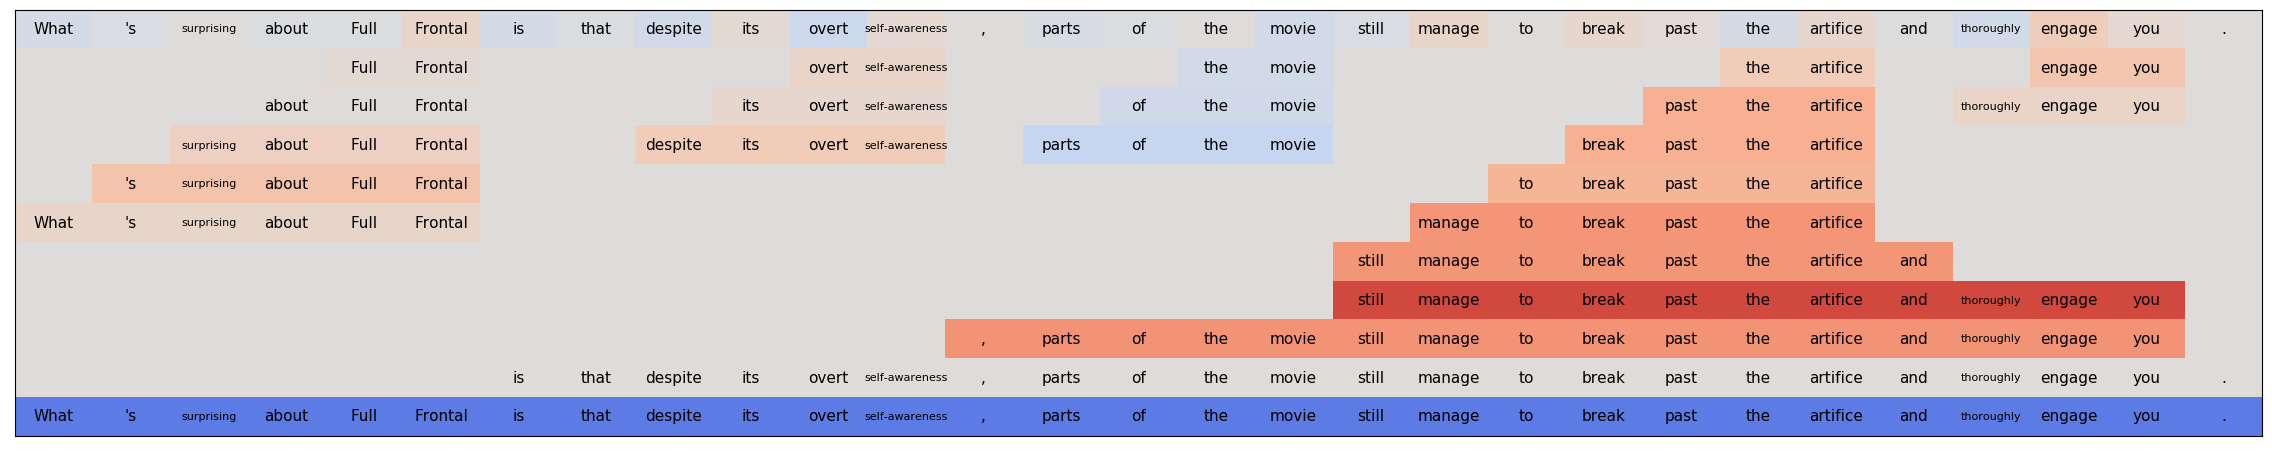 What 's surprising about Full Frontal is that despite its overt self-awareness , parts of the movie still manage to break past the artifice and thoroughly engage you .
Full Frontal overt self-awareness the movie the artifice engage you
about Full Frontal its overt self-awareness of the movie past the artifice thoroughly engage you
surprising about Full Frontal despite its overt self-awareness parts of the movie break past the artifice
's surprising about Full Frontal to break past the artifice
What 's surprising about Full Frontal manage to break past the artifice
still manage to break past the artifice and
still manage to break past the artifice and thoroughly engage you
, parts of the movie still manage to break past the artifice and thoroughly engage you
is that despite its overt self-awareness , parts of the movie still manage to break past the artifice and thoroughly engage you .
What 's surprising about Full Frontal is that despite its overt self-awareness , parts of the movie still manage to break past the artifice and thoroughly engage you .